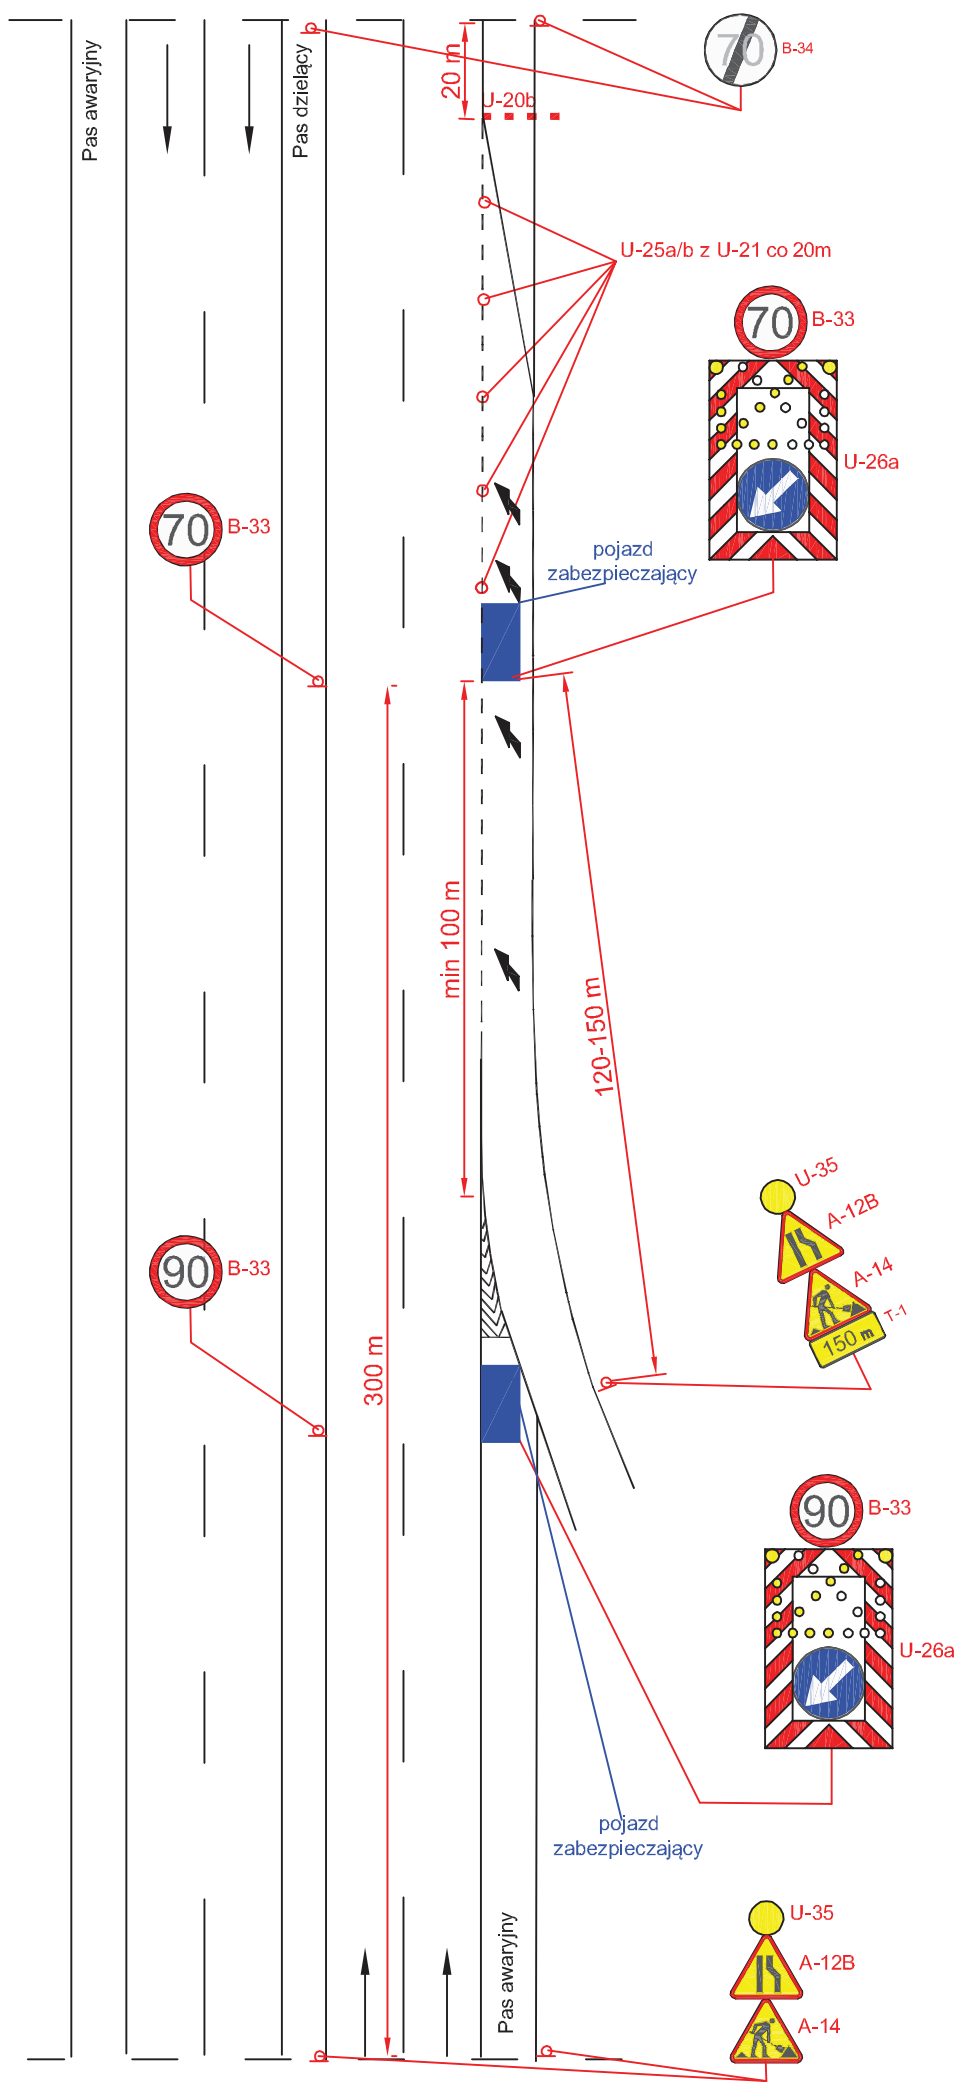 Pas awaryjny
Pas dzielący
20 m
U-20b
70
B-34
U-25a/b z U-21 co 20m
70
B-33
U-26a
70
B-33
pojazd
zabezpieczający
min 100 m
120-150 m
U-35
A-12B
A-14
T-1
150 m
90
B-33
300 m
90
B-33
U-26a
pojazd
zabezpieczający
Pas awaryjny
U-35
A-12B
A-14